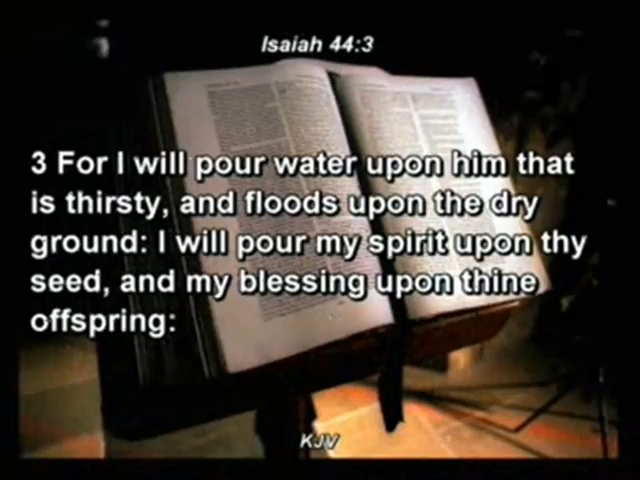 Isaiah 44:3
3 For I will pour water upon him that
is thirsty, and floods upon the dry
ground: I will pour my spirit upon thy
seed, and my blessing upon thine
offspring:
KJV